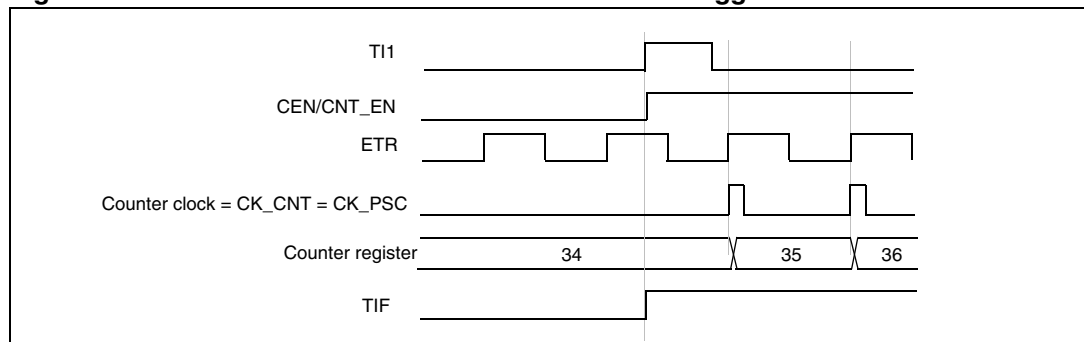 TI1
CEN/CNT_EN
ETR
Counter clock = CK_CNT = CK_PSC
Counter register 34 35 36
TIF